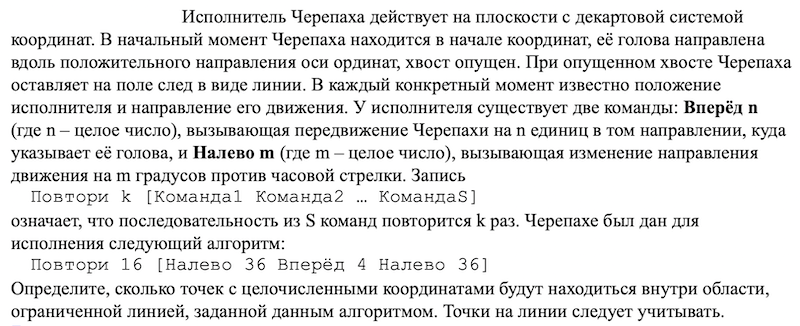 Исполнитель Черепаха действует на плоскости с декартовой системой
координат. В начальный момент Черепаха находится в начале координат, её голова направлена
вдоль положительного направления оси ординат, хвост опущен. При опущенном хвосте Черепаха
оставляет на поле след в виде линии. В каждый конкретный момент известно положение
исполнителя и направление его движения. У исполнителя существует две команды: Вперёд n
(где n – целое число), вызывающая передвижение Черепахи на n единиц в том направлении, куда
указывает её голова, и Налево m (где m – целое число), вызывающая изменение направления
движения на m градусов против часовой стрелки. Запись
Повтори k [Команда1 Команда2 … КомандаS]
означает, что последовательность из S команд повторится k раз. Черепахе был дан для
исполнения следующий алгоритм:
Повтори 16 [Налево 36 Вперёд 4 Налево 36]
Определите, сколько точек с целочисленными координатами будут находиться внутри области,
ограниченной линией, заданной данным алгоритмом. Точки на линии следует учитывать.